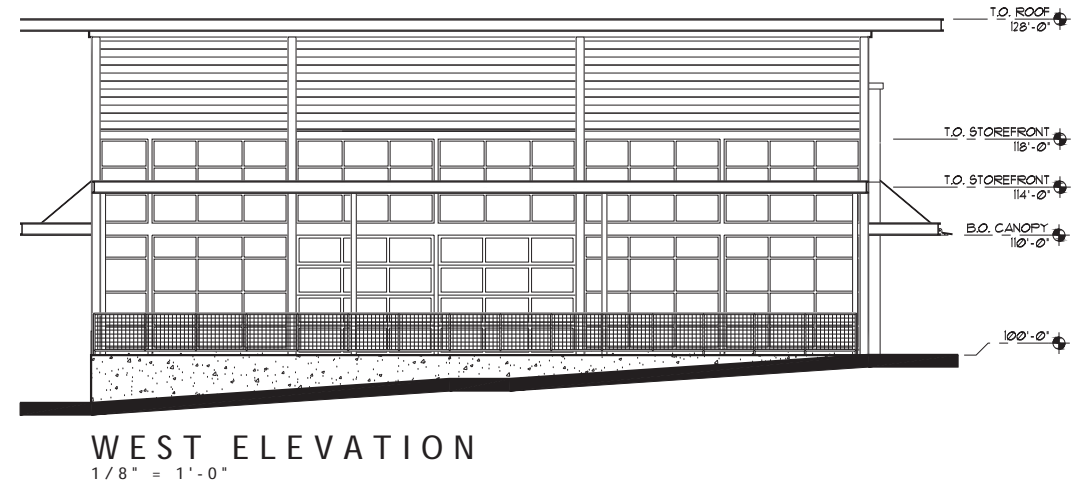 T.O. ROOF
128'-0"
T.O. STOREFRONT
118'-0"
T.O. STOREFRONT
114'-0"
B.O. CANOPY
110'-0"
100'-0"
WEST ELEVATION
1/8" = 1'-0"